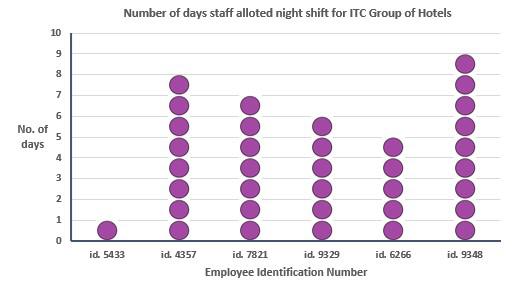 Number of days staff alloted night shift for ITC Group of Hotels
10
9
8
7
6
5
4
3
2
1
0
No. of
days
id. 5433 id. 4357 id. 7821 id. 9329 id. 6266 id. 9348
Employee Identification Number